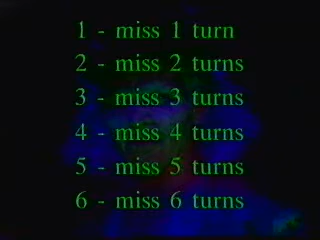 1 - miss 1 turn
2 - miss 2 turns
3 - miss 3 turns
4 - miss 4 turns
5 - miss 5 turns
6 - miss 6 turns